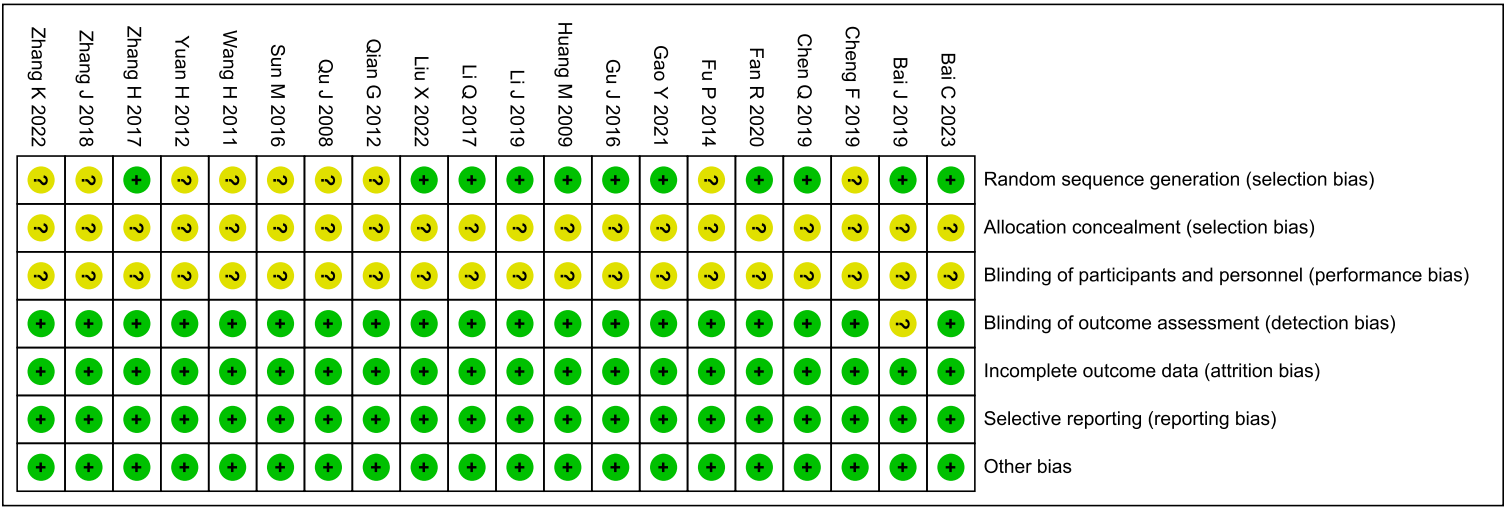 Zhang K 2022
Zhang J 2018
Zhang H 2017
Yuan H 2012
Wang H 2011
Sun M 2016
Qu J 2008
Qian G 2012
Liu X 2022
Li Q 2017
Li J 2019
Huang M 2009
Gu J 2016
Gao Y 2021
Fu P 2014
Fan R 2020
Chen Q 2019
Cheng F 2019
Bai J 2019
Bai C 2023
? ? + ? ? ? ? ? + + + + + + ? + + ? + + Random sequence generation (selection bias)
? ? ? ? ? ? ? ? ? ? ? ? ? ? ? ? ? ? ? ? Allocation concealment (selection bias)
? ? ? ? ? ? ? ? ? ? ? ? ? ? ? ? ? ? ? ? Blinding of participants and personnel (performance bias)
+ + + + + + + + + + + + + + + + + + ? + Blinding of outcome assessment (detection bias)
+ + + + + + + + + + + + + + + + + + + + Incomplete outcome data (attrition bias)
+ + + + + + + + + + + + + + + + + + + + Selective reporting (reporting bias)
+ + + + + + + + + + + + + + + + + + + + Other bias